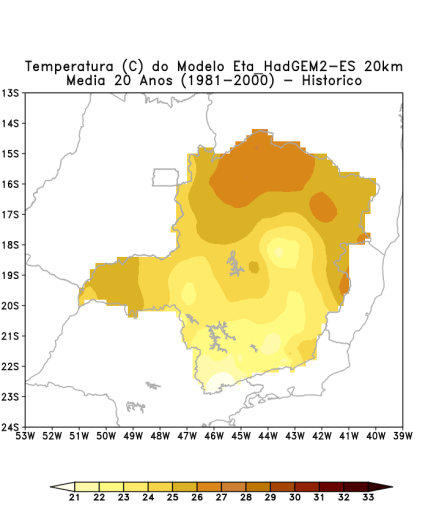 Temperatura (C) do Modelo Eta_HadGEM2-ES 20km
Media 20 Anos (1981-2000) - Historico
13S
14S
15S
16S
17S
18S
19S
20S
21S
22S
23S
24S
53W 52W 51W 50W 49W 48W 47W 46W 45W 44W 43W 42W 41W 40W 39W
21 22 23 24 25 26 27 28 29 30 31 32 33